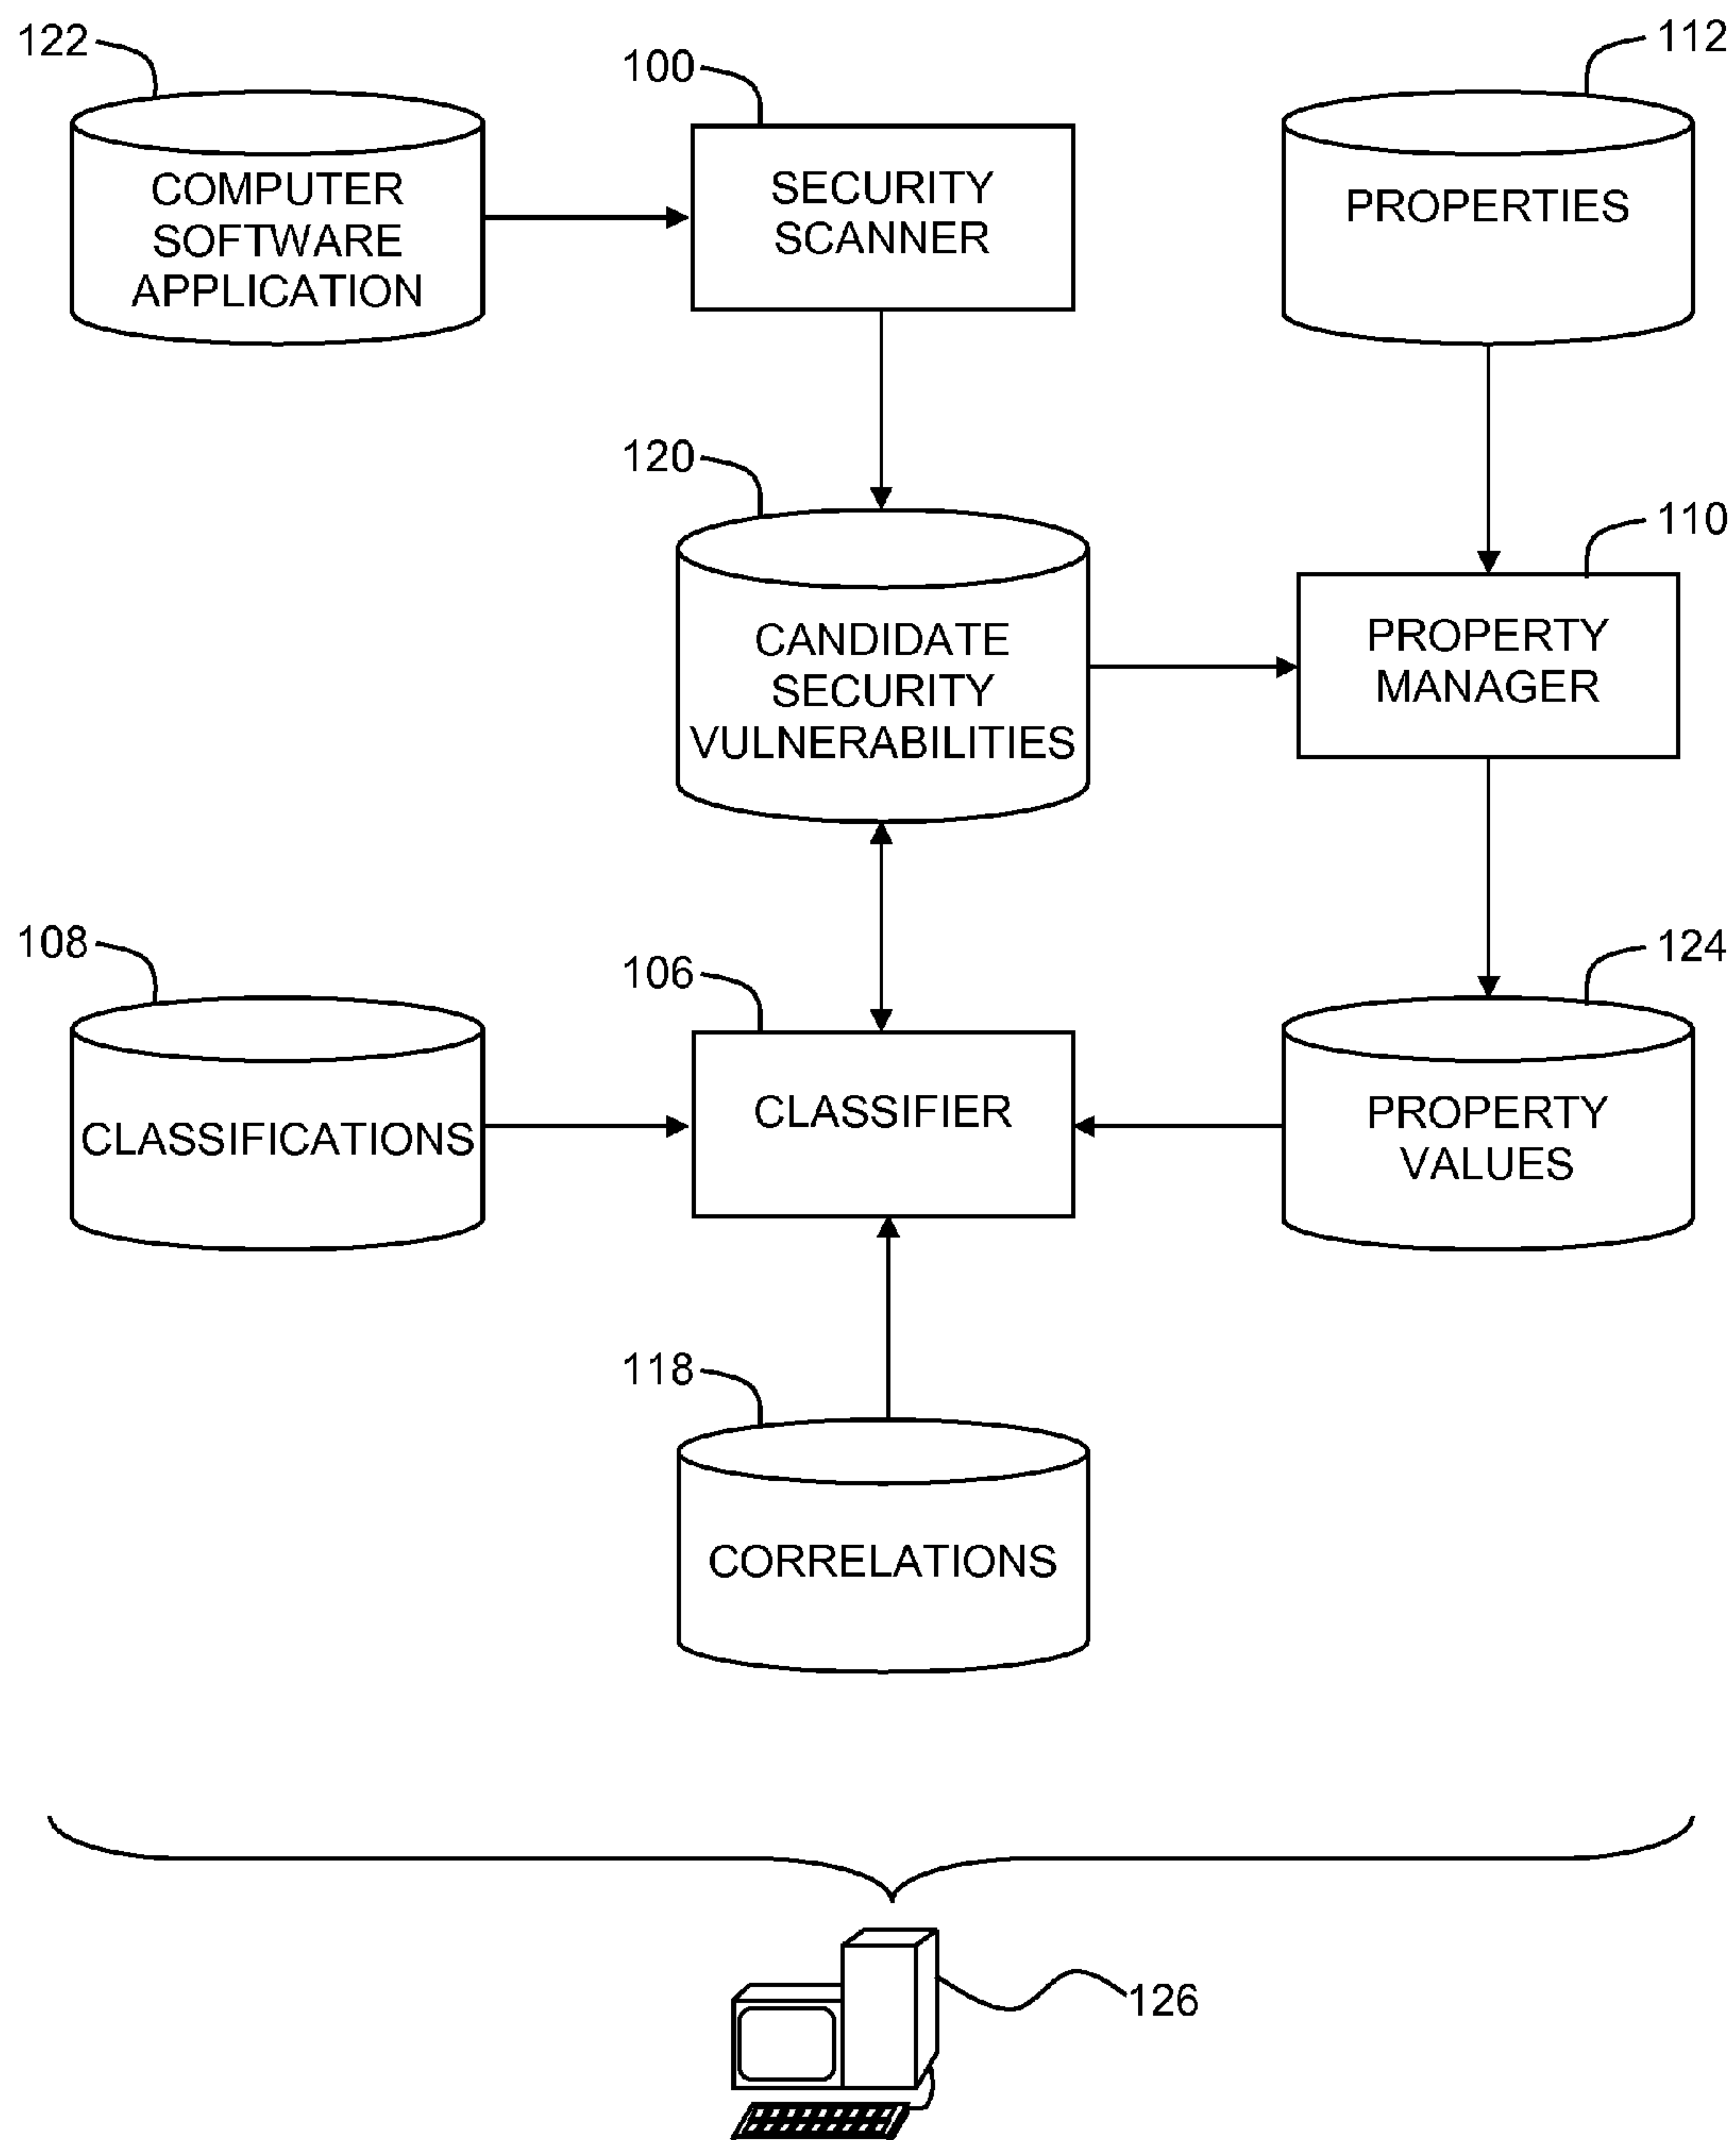 122
100
112
COMPUTER
SOFTWARE
APPLICATION
SECURITY
SCANNER
PROPERTIES
120
110
CANDIDATE
SECURITY
VULNERABILITIES
PROPERTY
MANAGER
108
106
124
CLASSIFICATIONS
CLASSIFIER
PROPERTY
VALUES
118
CORRELATIONS
126